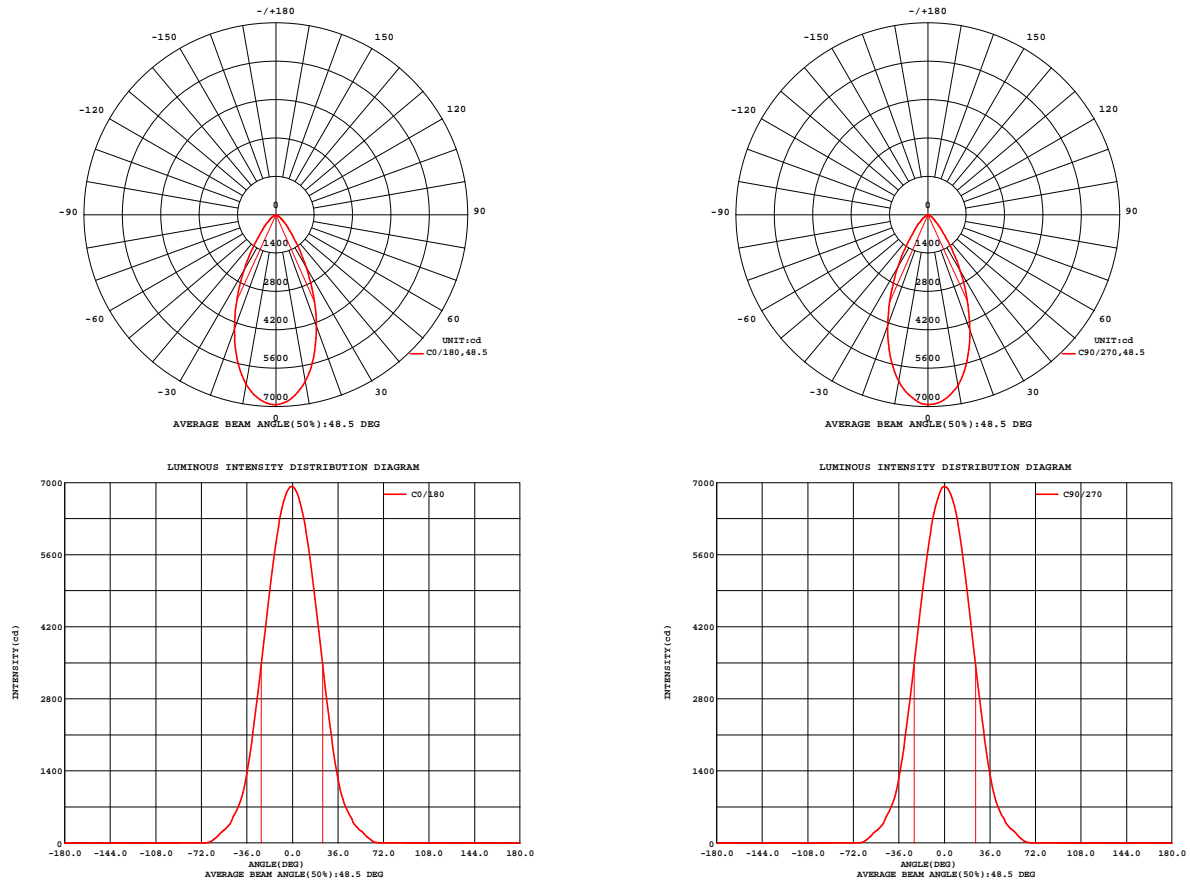 -/+180
-150 150
-120 120
-90 90
-60 60
-30 30
0
1400
2800
4200
5600
7000
0
UNIT:cd
C0/180,48.5
AVERAGE BEAM ANGLE(50%):48.5 DEG
-/+180
-150 150
-120 120
-90 90
-60 60
-30 30
0
1400
2800
4200
5600
7000
0
UNIT:cd
C90/270,48.5
AVERAGE BEAM ANGLE(50%):48.5 DEG
LUMINOUS INTENSITY DISTRIBUTION DIAGRAM
C0/180
INTENSITY(cd)
7000
5600
4200
2800
1400
0
-180.0 -144.0 -108.0 -72.0 -36.0 0.0 36.0 72.0 108.0 144.0 180.0
ANGLE(DEG)
AVERAGE BEAM ANGLE(50%):48.5 DEG
LUMINOUS INTENSITY DISTRIBUTION DIAGRAM
C90/270
INTENSITY(cd)
7000
5600
4200
2800
1400
0
-180.0 -144.0 -108.0 -72.0 -36.0 0.0 36.0 72.0 108.0 144.0 180.0
ANGLE(DEG)
AVERAGE BEAM ANGLE(50%):48.5 DEG